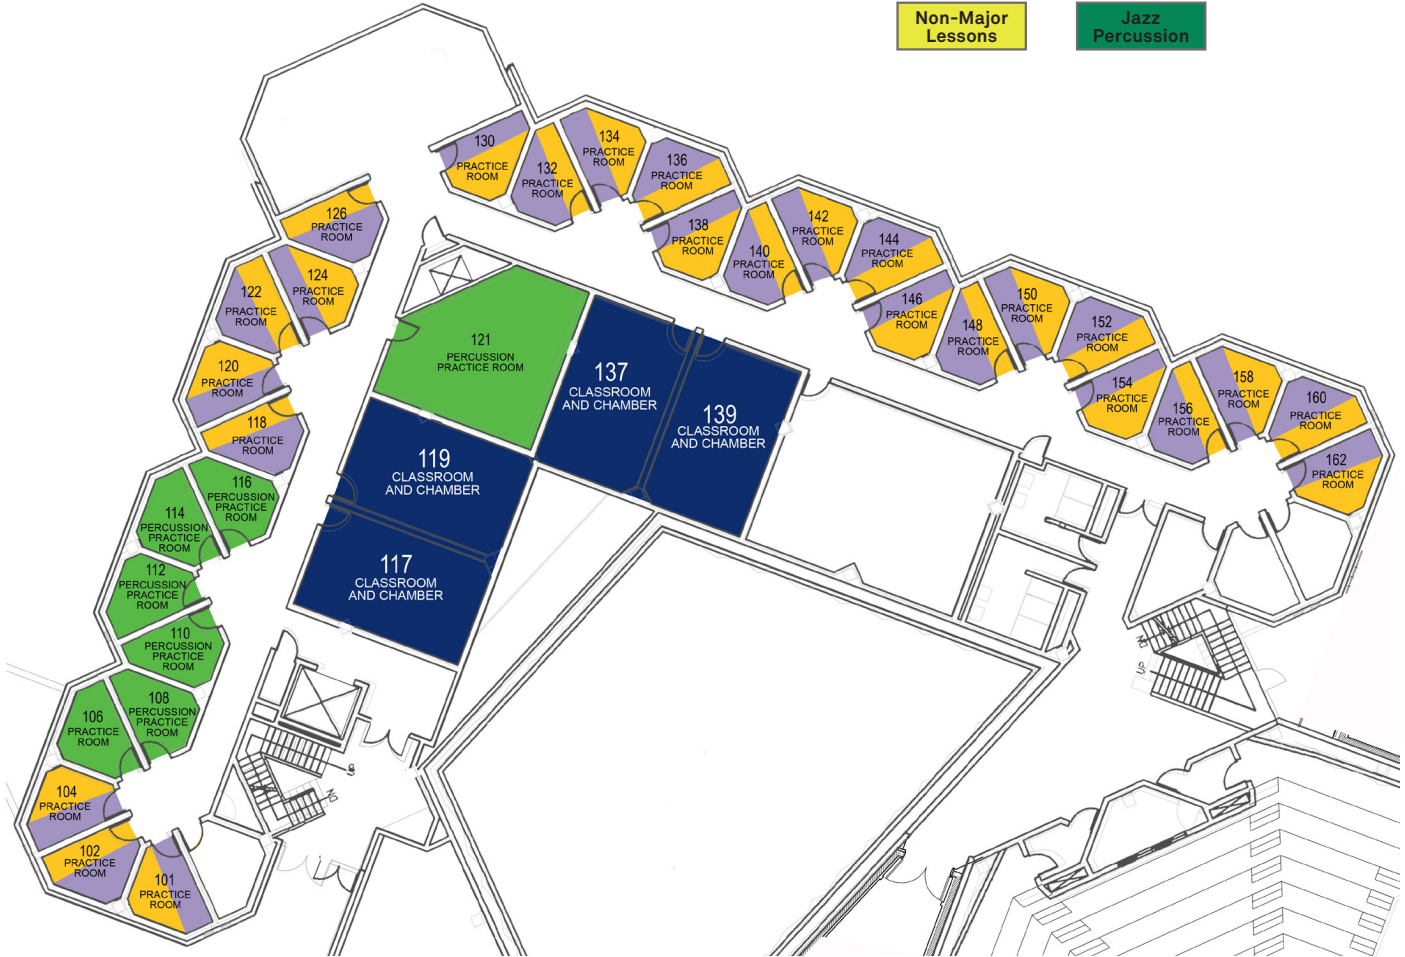 Non-Major
Lessons
Jazz
Percussion
130
PRACTICE
ROOM
132
PRACTICE
ROOM
134
PRACTICE
ROOM
136
PRACTICE
ROOM
138
PRACTICE
ROOM
140
PRACTICE
ROOM
142
PRACTICE
ROOM
144
PRACTICE
ROOM
146
PRACTICE
ROOM
148
PRACTICE
ROOM
150
PRACTICE
ROOM
152
PRACTICE
ROOM
154
PRACTICE
ROOM
156
PRACTICE
ROOM
158
PRACTICE
ROOM
160
PRACTICE
ROOM
162
PRACTICE
ROOM
126
PRACTICE
ROOM
124
PRACTICE
ROOM
122
PRACTICE
ROOM
120
PRACTICE
ROOM
118
PRACTICE
ROOM
116
PERCUSSION
PRACTICE
ROOM
114
PERCUSSION
PRACTICE
ROOM
112
PERCUSSION
PRACTICE
ROOM
110
PERCUSSION
PRACTICE
ROOM
108
PERCUSSION
PRACTICE
ROOM
106
PRACTICE
ROOM
104
PRACTICE
ROOM
102
PRACTICE
ROOM
101
PRACTICE
ROOM
121
PERCUSSION
PRACTICE ROOM
137
CLASSROOM
AND CHAMBER
139
CLASSROOM
AND CHAMBER
119
CLASSROOM
AND CHAMBER
117
CLASSROOM
AND CHAMBER
UP
DN
DN
UP